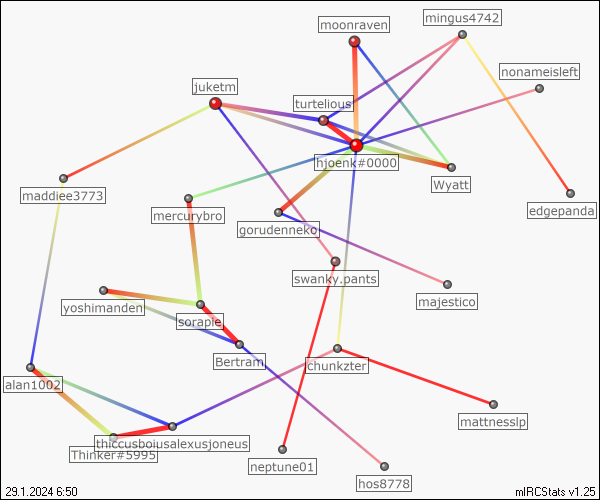 mingus4742
moonraven
nonameisleft
juketm
turtelious
hjoenk#0000
Wyatt
maddiee3773
edgepanda
mercurybro
gorudenneko
swanky.pants
majestico
yoshimanden
sorapie
Bertram
chunkzter
alan1002
mattnesslp
thiccusboiusalexusjoneus
Thinker#5995
neptune01
hos8778
29.1.2024 6:50
mIRCStats v1.25